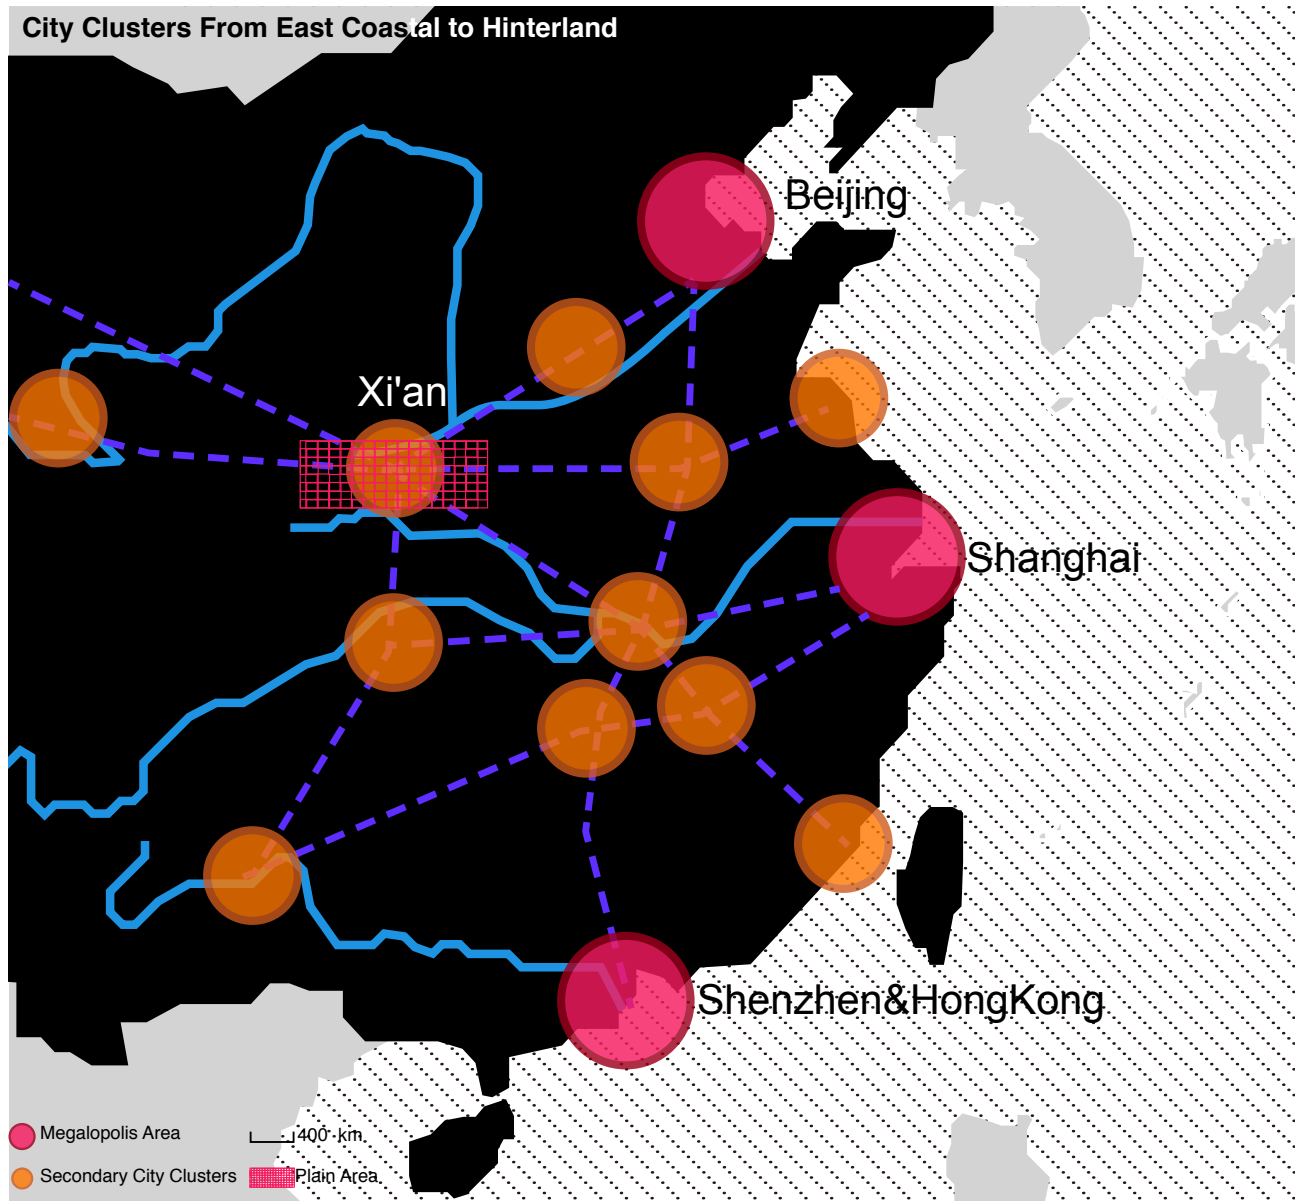 City Clusters From East Coastal to Hinterland
Beijing
Xi'an
Shanghai
Shenzhen&HongKong
Megalopolis Area
400 km
Secondary City Clusters
Plain Area